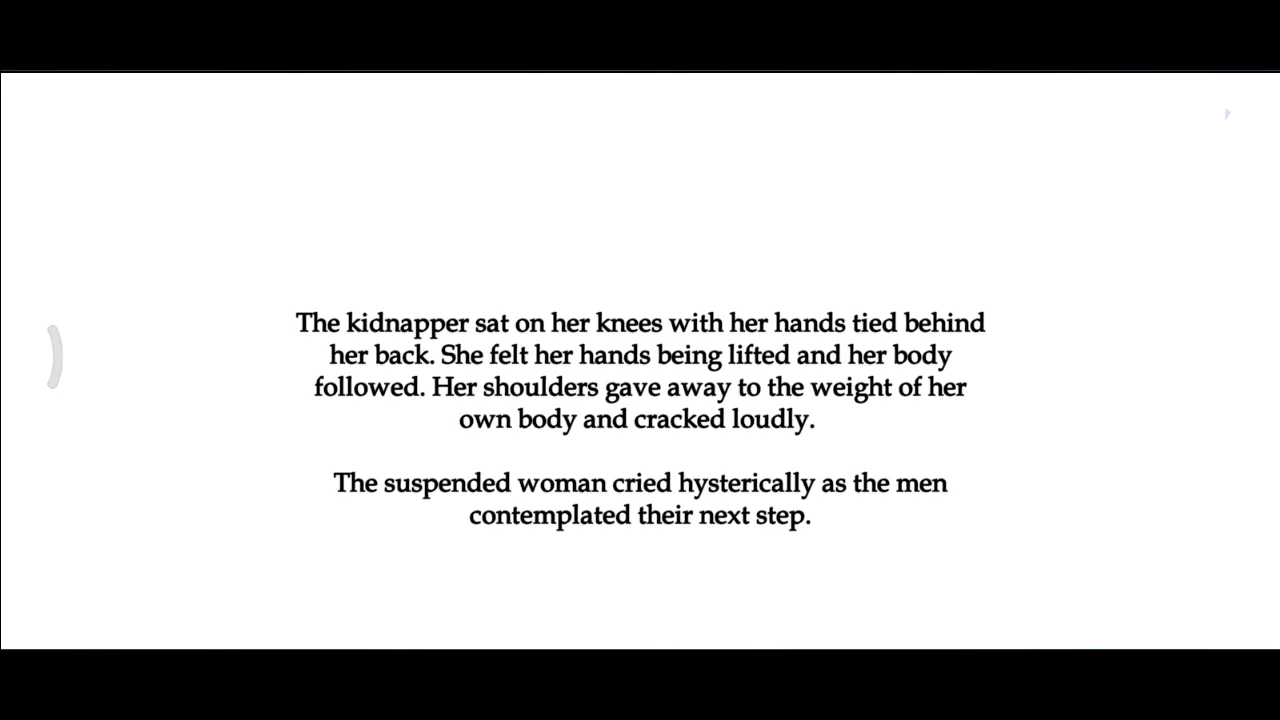 The kidnapper sat on her knees with her hands tied behind
her back. She felt her hands being lifted and her body
followed. Her shoulders gave away to the weight of her
own body and cracked loudly.
The suspended woman cried hysterically as the men
contemplated their next step.